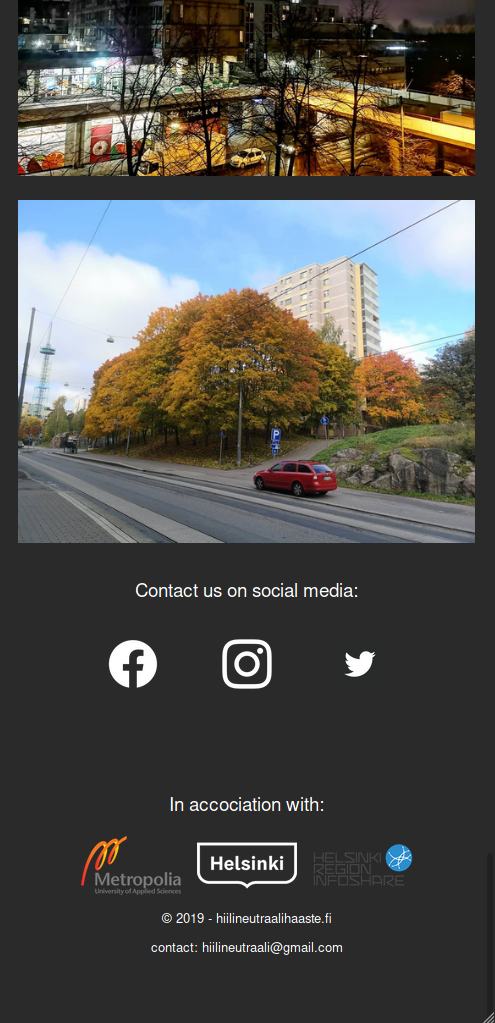 P
Contact us on social media:
In accociation with:
Metropolia
University of Applied Sciences
Helsinki
HELSINKI
REGION
INFOSHARE
© 2019 - hiilineutraalihaaste.fi
contact: hiilineutraali@gmail.com